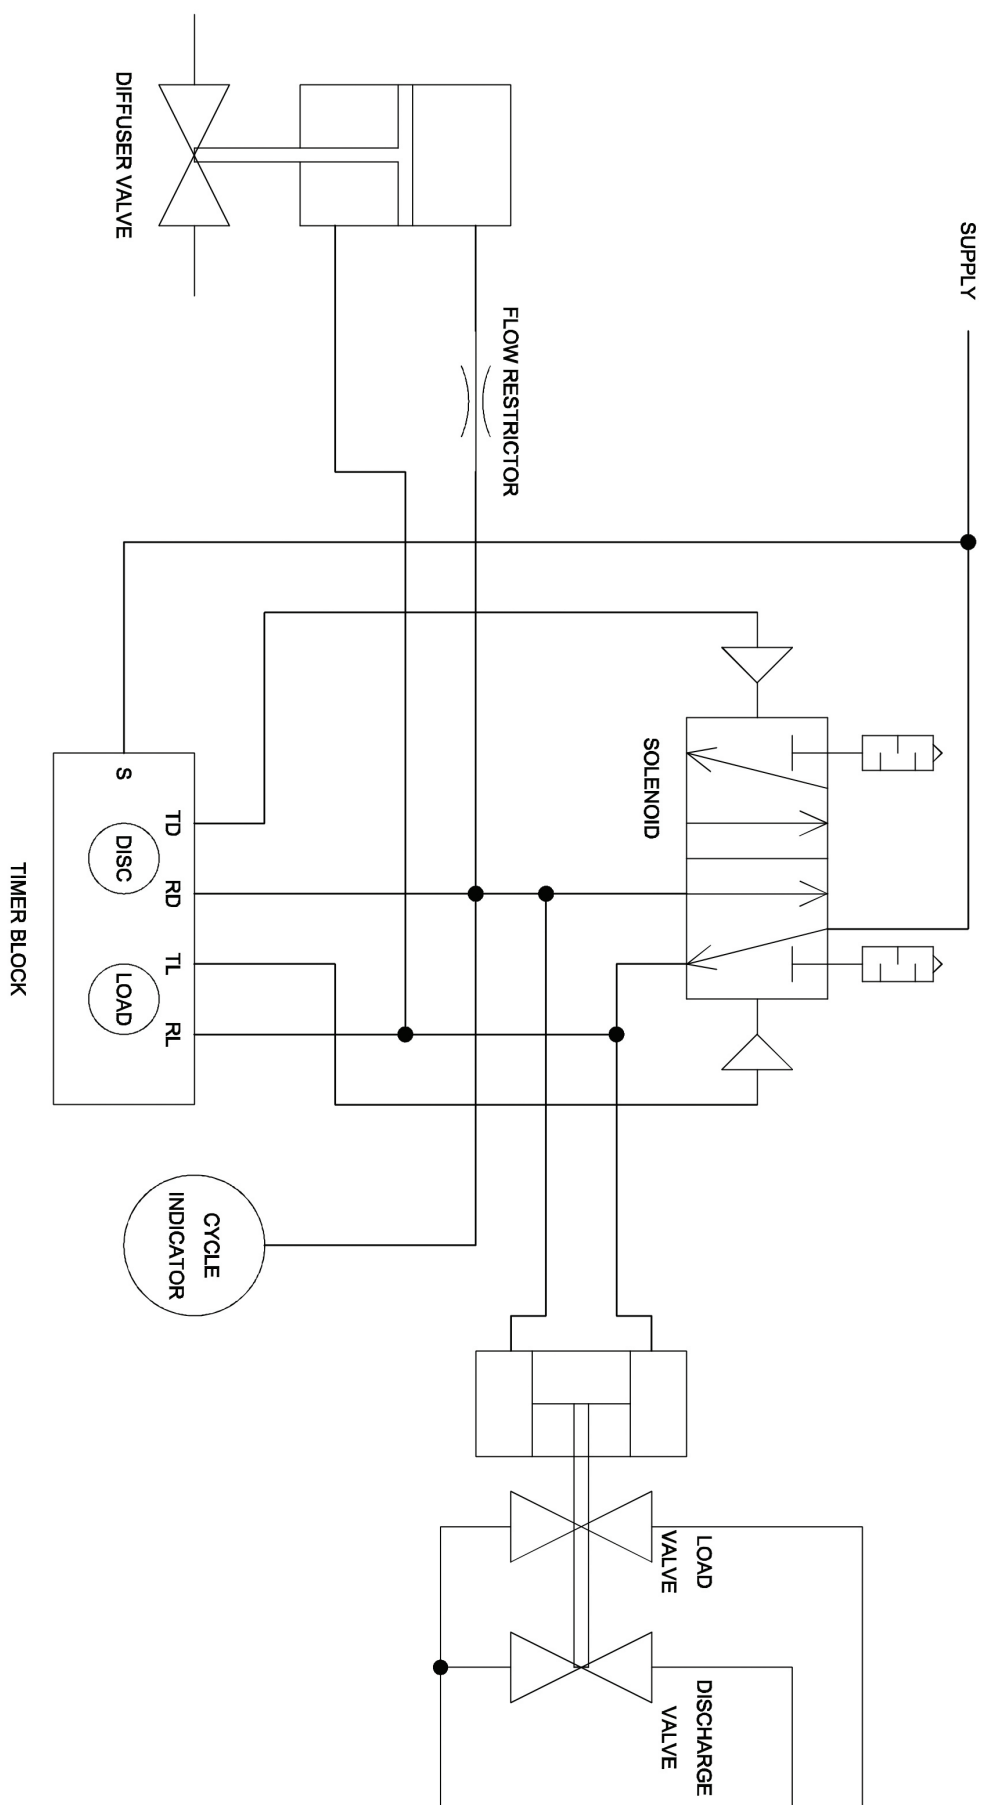 SUPPLY
DIFFUSER VALVE
FLOW RESTRICTOR
SOLENOID
S
TD
DISC
RD
TL
LOAD
RL
TIMER BLOCK
CYCLE
INDICATOR
LOAD
VALVE
DISCHARGE
VALVE